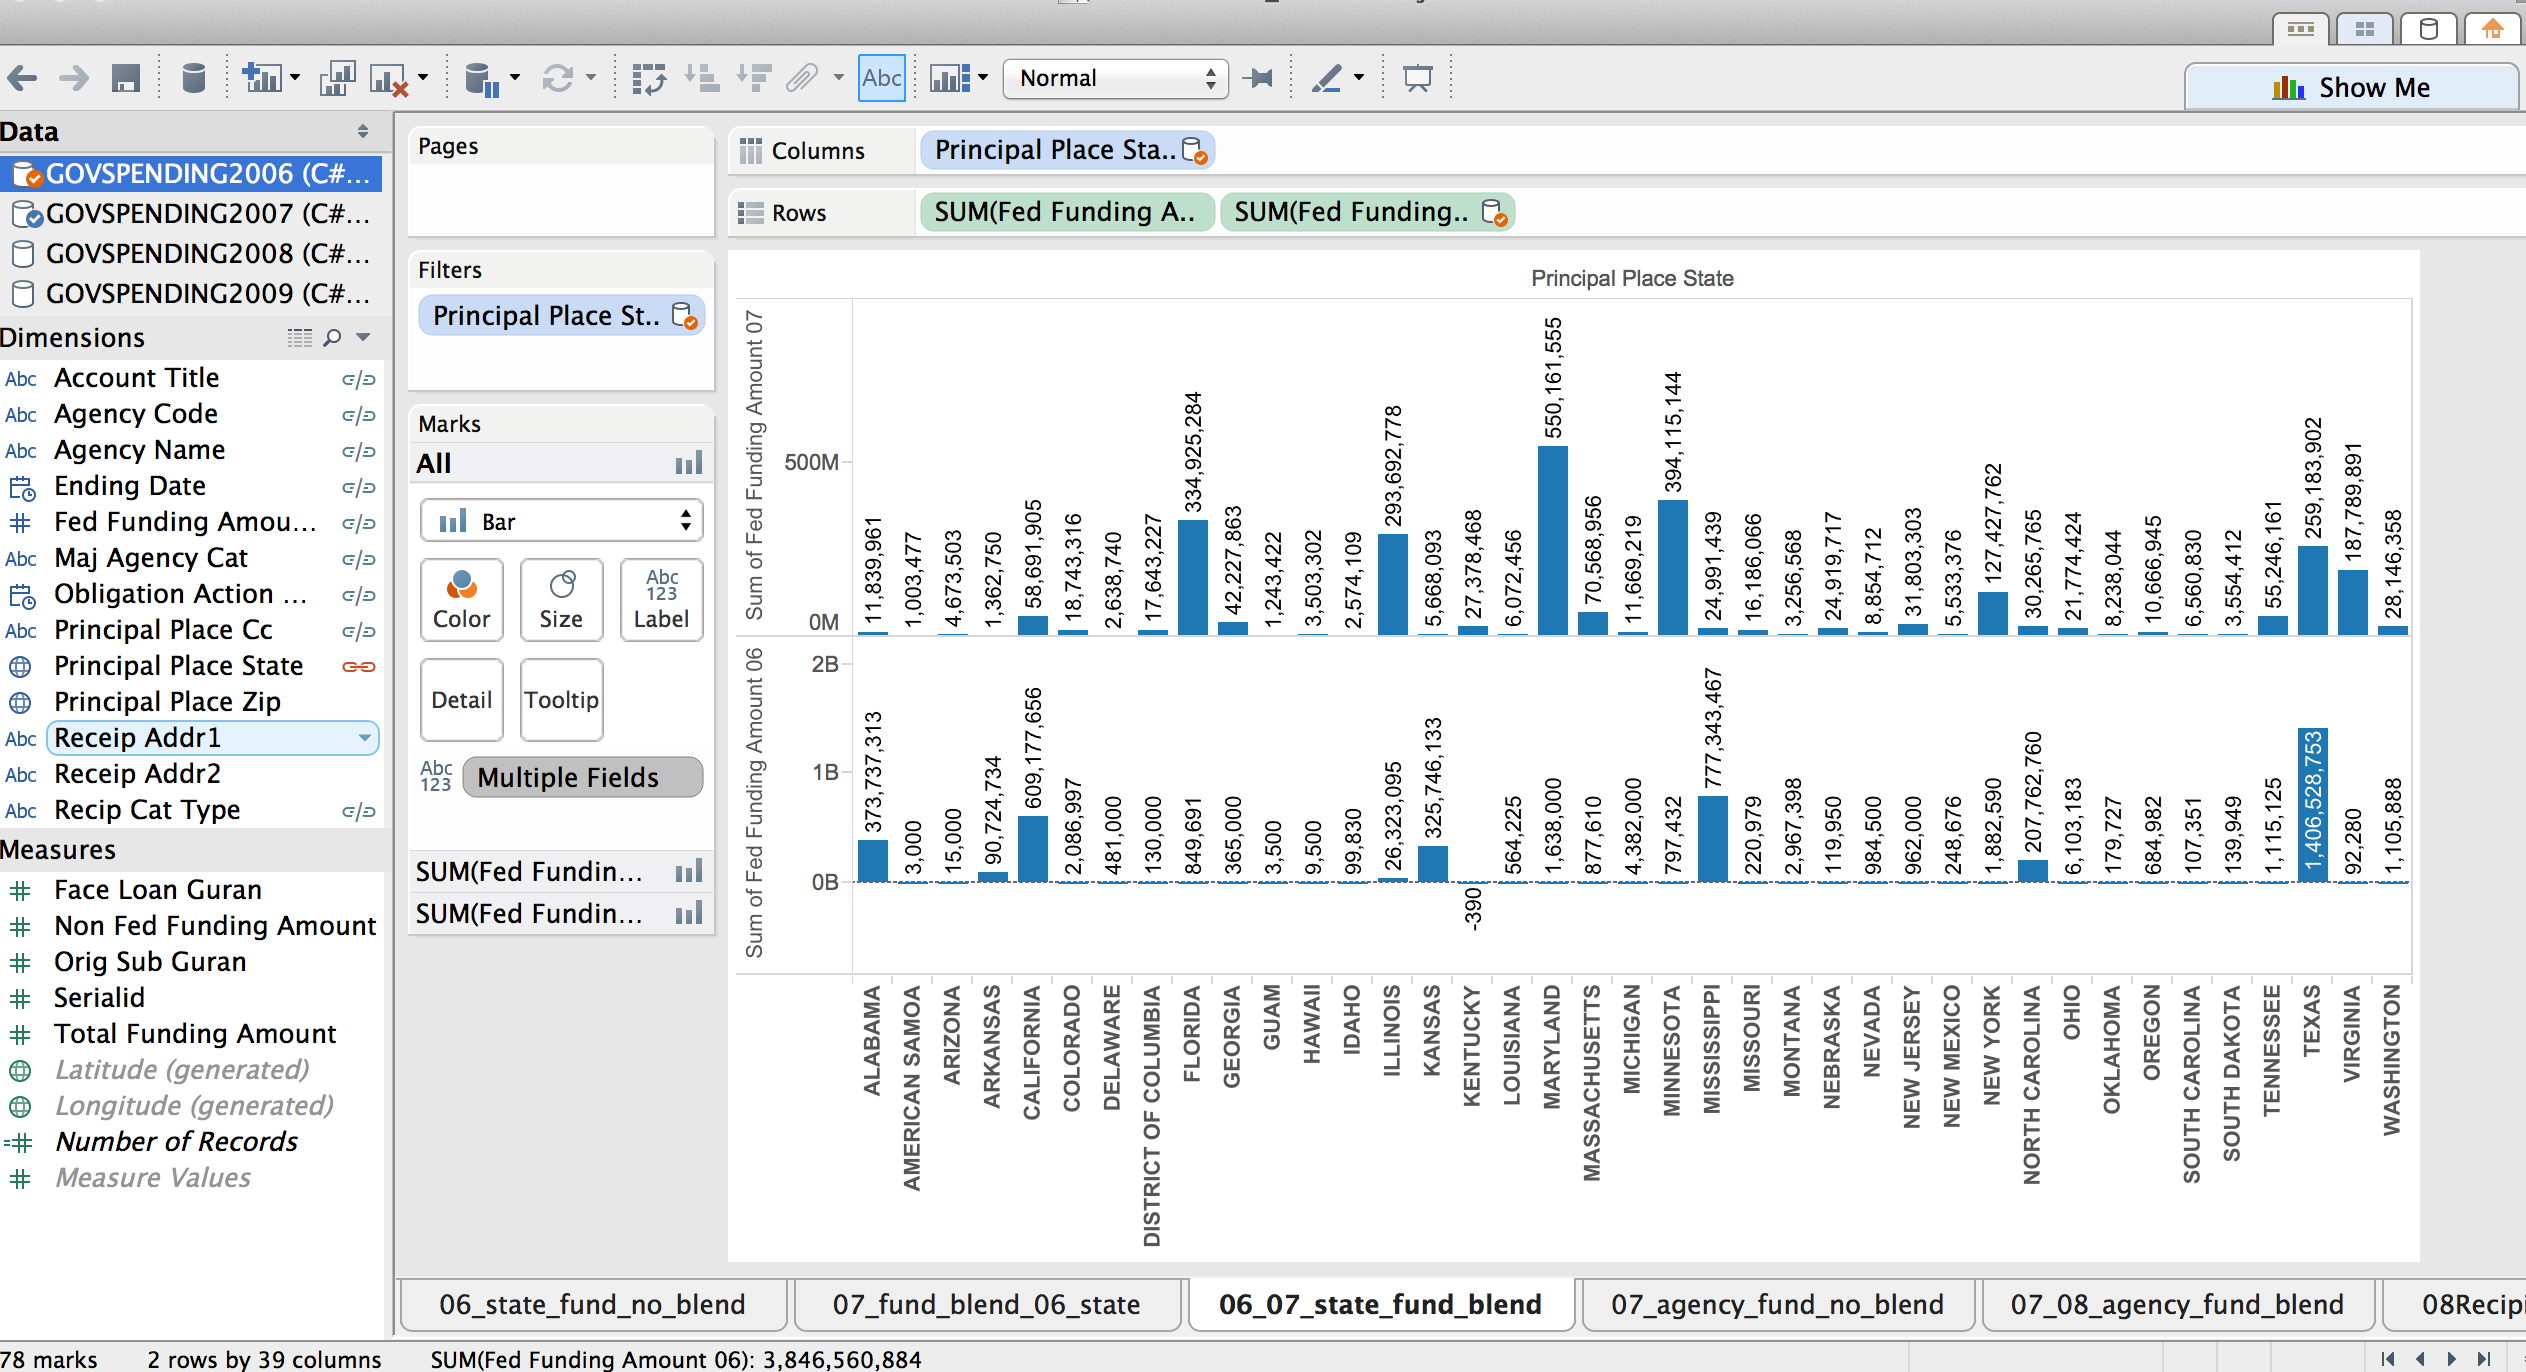 Abc
Normal
Show Me
Data
GOVSPENDING2006 (C#...
GOVSPENDING2007 (C#...
GOVSPENDING2008 (C#...
GOVSPENDING2009 (C#...
Dimensions
Abc Account Title
Abc Agency Code
Abc Agency Name
Ending Date
# Fed Funding Amou...
Abc Maj Agency Cat
Obligation Action ...
Abc Principal Place Cc
Principal Place State
Principal Place Zip
Abc Receip Addr1
Abc Receip Addr2
Abc Recip Cat Type
Measures
# Face Loan Guran
# Non Fed Funding Amount
# Orig Sub Guran
# Serialid
# Total Funding Amount
Latitude (generated)
Longitude (generated)
=# Number of Records
# Measure Values
Pages
Filters
Principal Place St..
Marks
All
Bar
Color
Size
Abc
123
Label
Detail
Tooltip
Abc
123
Multiple Fields
SUM(Fed Fundin...
SUM(Fed Fundin...
Columns
Principal Place Sta..
Rows
SUM(Fed Funding A..
SUM(Fed Funding..
Principal Place State
Sum of Fed Funding Amount 07
500M
0M
11,839,961
1,003,477
4,673,503
1,362,750
58,691,905
18,743,316
2,638,740
17,643,227
334,925,284
42,227,863
1,243,422
3,503,302
2,574,109
293,692,778
5,668,093
27,378,468
6,072,456
550,161,555
70,568,956
11,669,219
394,115,144
24,991,439
16,186,066
3,256,568
24,919,717
8,854,712
31,803,303
5,533,376
127,427,762
30,265,765
21,774,424
8,238,044
10,666,945
6,560,830
3,554,412
55,246,161
259,183,902
187,789,891
28,146,358
Sum of Fed Funding Amount 06
2B
1B
0B
373,737,313
3,000
15,000
90,724,734
609,177,656
2,086,997
481,000
130,000
849,691
365,000
3,500
9,500
99,830
26,323,095
325,746,133
-390
564,225
1,638,000
877,610
4,382,000
797,432
777,343,467
220,979
2,967,398
119,950
984,500
962,000
248,676
1,882,590
207,762,760
6,103,183
179,727
684,982
107,351
139,949
1,115,125
1,406,528,753
92,280
1,105,888
ALABAMA
AMERICAN SAMOA
ARIZONA
ARKANSAS
CALIFORNIA
COLORADO
DELAWARE
DISTRICT OF COLUMBIA
FLORIDA
GEORGIA
GUAM
HAWAII
IDAHO
ILLINOIS
KANSAS
KENTUCKY
LOUISIANA
MARYLAND
MASSACHUSETTS
MICHIGAN
MINNESOTA
MISSISSIPPI
MISSOURI
MONTANA
NEBRASKA
NEVADA
NEW JERSEY
NEW MEXICO
NEW YORK
NORTH CAROLINA
OHIO
OKLAHOMA
OREGON
SOUTH CAROLINA
SOUTH DAKOTA
TENNESSEE
TEXAS
VIRGINIA
WASHINGTON
06_state_fund_no_blend
07_fund_blend_06_state
06_07_state_fund_blend
07_agency_fund_no_blend
07_08_agency_fund_blend
08Recipi
78 marks
2 rows by 39 columns
SUM(Fed Funding Amount 06): 3,846,560,884